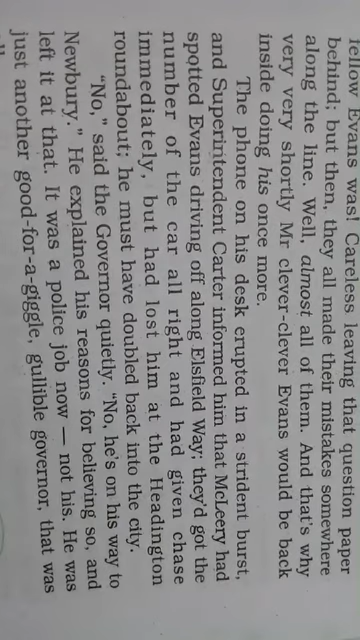 fellow Evans was! Careless leaving that question paper
behind; but then, they all made their mistakes somewhere
along the line. Well, almost all of them. And that's why
very very shortly Mr clever-clever Evans would be back
inside doing his once more.
The phone on his desk erupted in a strident burst,
and Superintendent Carter informed him that McLeery had
spotted Evans driving off along Elsfield Way; they'd got the
number of the car all right and had given chase
immediately, but had lost him at the Headington
roundabout; he must have doubled back into the city.
"No," said the Governor quietly. "No, he's on his way to
Newbury." He explained his reasons for believing so, and
left it at that. It was a police job now — not his. He was
just another good-for-a-giggle, gullible governor, that was